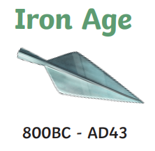 Iron Age
800BC - AD43